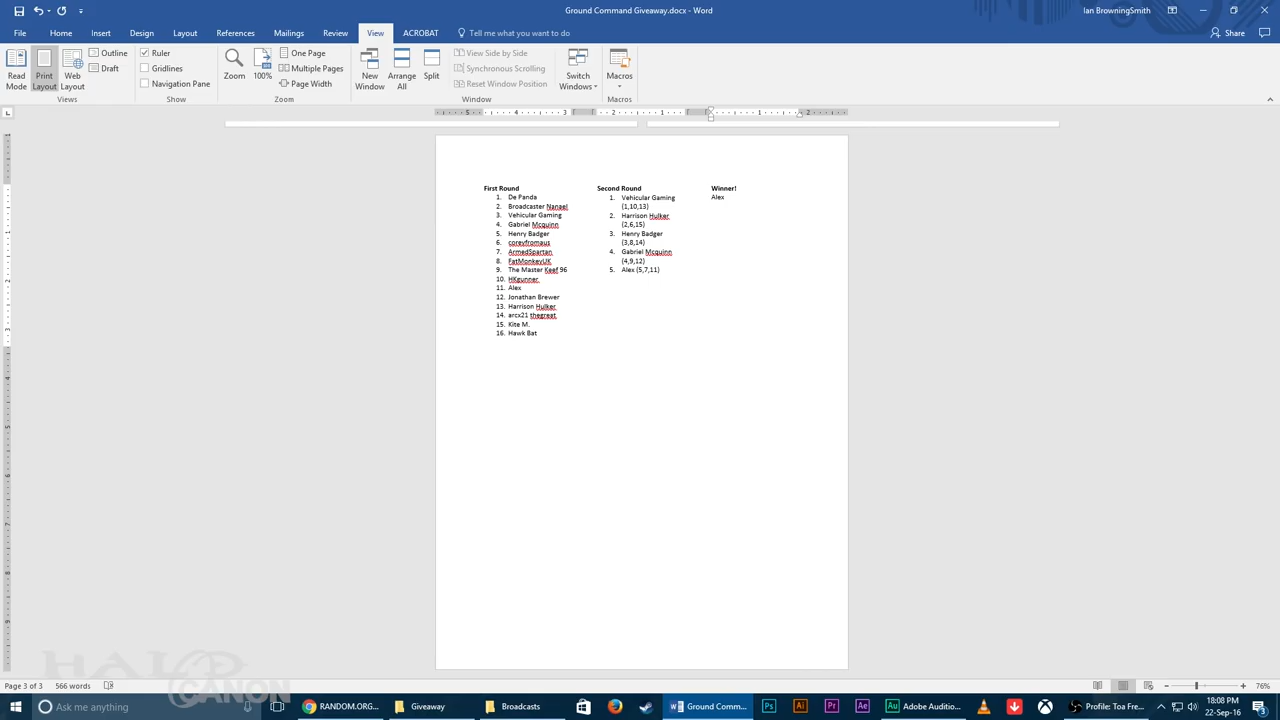 Ian BrowningSmith
File Home Insert Design Layout References Mailings Review View ACROBAT Tell me what you want to do Share
Read Mode
Print Layout
Web Layout
Outline
Draft
Views
Ruler
Gridlines
Navigation Pane
Show
Zoom
100%
One Page
Multiple Pages
Page Width
Zoom
New Window
Arrange All
Split
View Side by Side
Synchronous Scrolling
Reset Window Position
Window
Switch Windows
Macros
Macros
First Round
1. De Panda
2. Broadcaster Nanael
3. Vehicular Gaming
4. Gabriel Mcquinn
5. Henry Badger
6. coreyfromaus
7. ArmedSpartan
8. FatMonkeyUK
9. The Master Keef 96
10. HKgunner
11. Alex
12. Jonathan Brewer
13. Harrison Hulker
14. arcx21 thegreat
15. Kite M.
16. Hawk Bat
Second Round
1. Vehicular Gaming
(1,10,13)
2. Harrison Hulker
(2,6,15)
3. Henry Badger
(3,8,14)
4. Gabriel Mcquinn
(4,9,12)
5. Alex (5,7,11)
Winner!
Alex
HALO
CANON
Page 3 of 3 566 words 76%
Ask me anything
RANDOM.ORG...
Giveaway
Broadcasts
Ground Comm...
Adobe Auditio...
Profile: Toa Fre...
18:08 PM
22-Sep-16